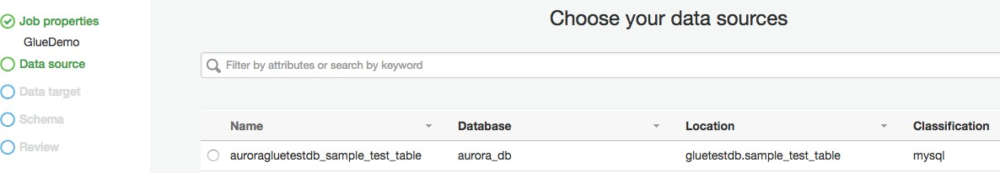 Job properties
GlueDemo
Data source
Data target
Schema
Review
Choose your data sources
Filter by attributes or search by keyword
Name Database Location Classification
auroragluetestdb_sample_test_table aurora_db gluetestdb.sample_test_table mysql